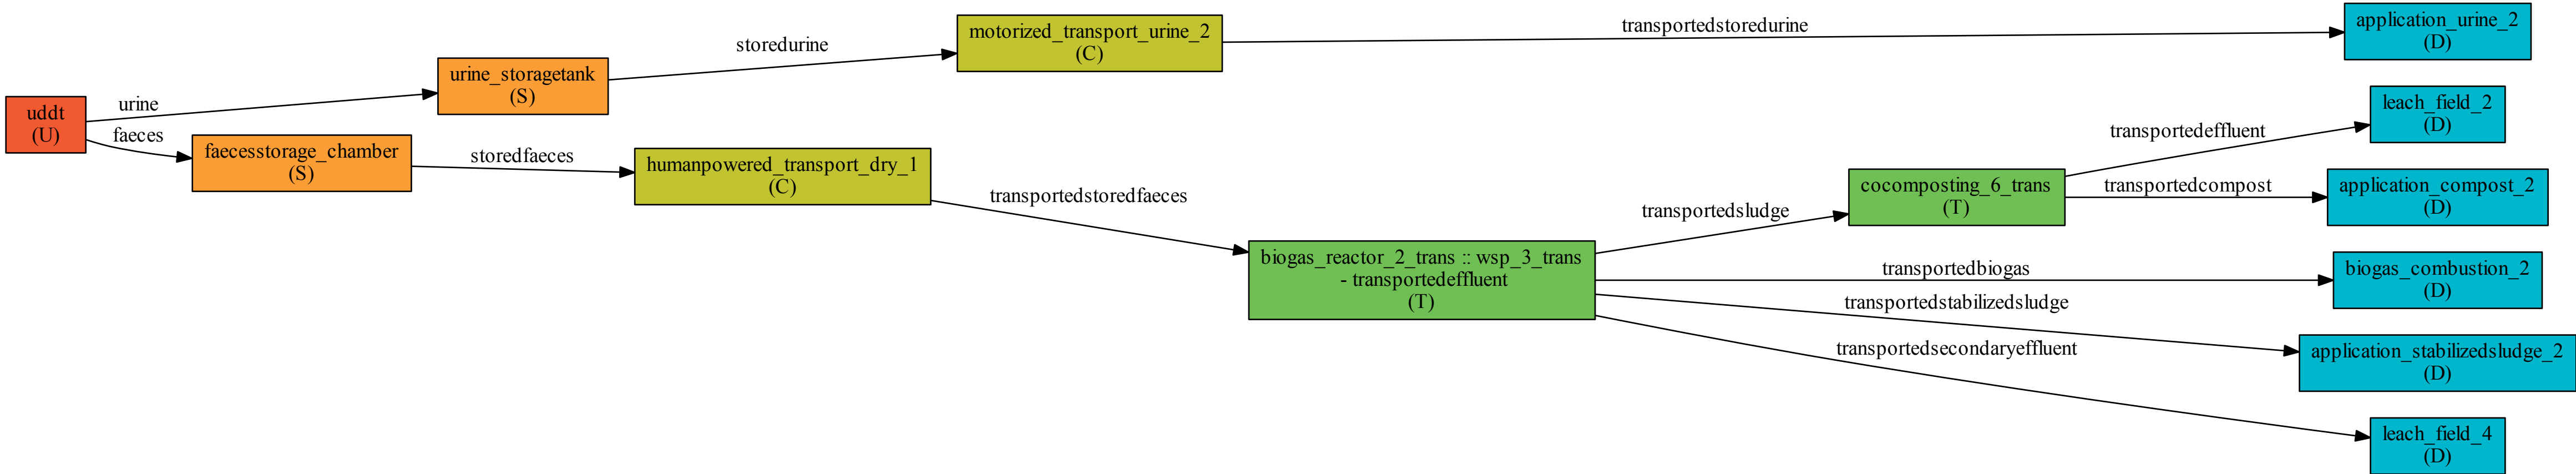 uddt
(U)
urine
faeces
urine_storagetank
(S)
faecesstorage_chamber
(S)
storedurine
storedfaeces
motorized_transport_urine_2
(C)
humanpowered_transport_dry_1
(C)
transportedstoredurine
transportedstoredfaeces
biogas_reactor_2_trans :: wsp_3_trans
- transportedeffluent
(T)
transportedsludge
transportedbiogas
transportedstabilizedsludge
transportedsecondaryeffluent
cocomposting_6_trans
(T)
transportedeffluent
transportedcompost
application_urine_2
(D)
leach_field_2
(D)
application_compost_2
(D)
biogas_combustion_2
(D)
application_stabilizedsludge_2
(D)
leach_field_4
(D)